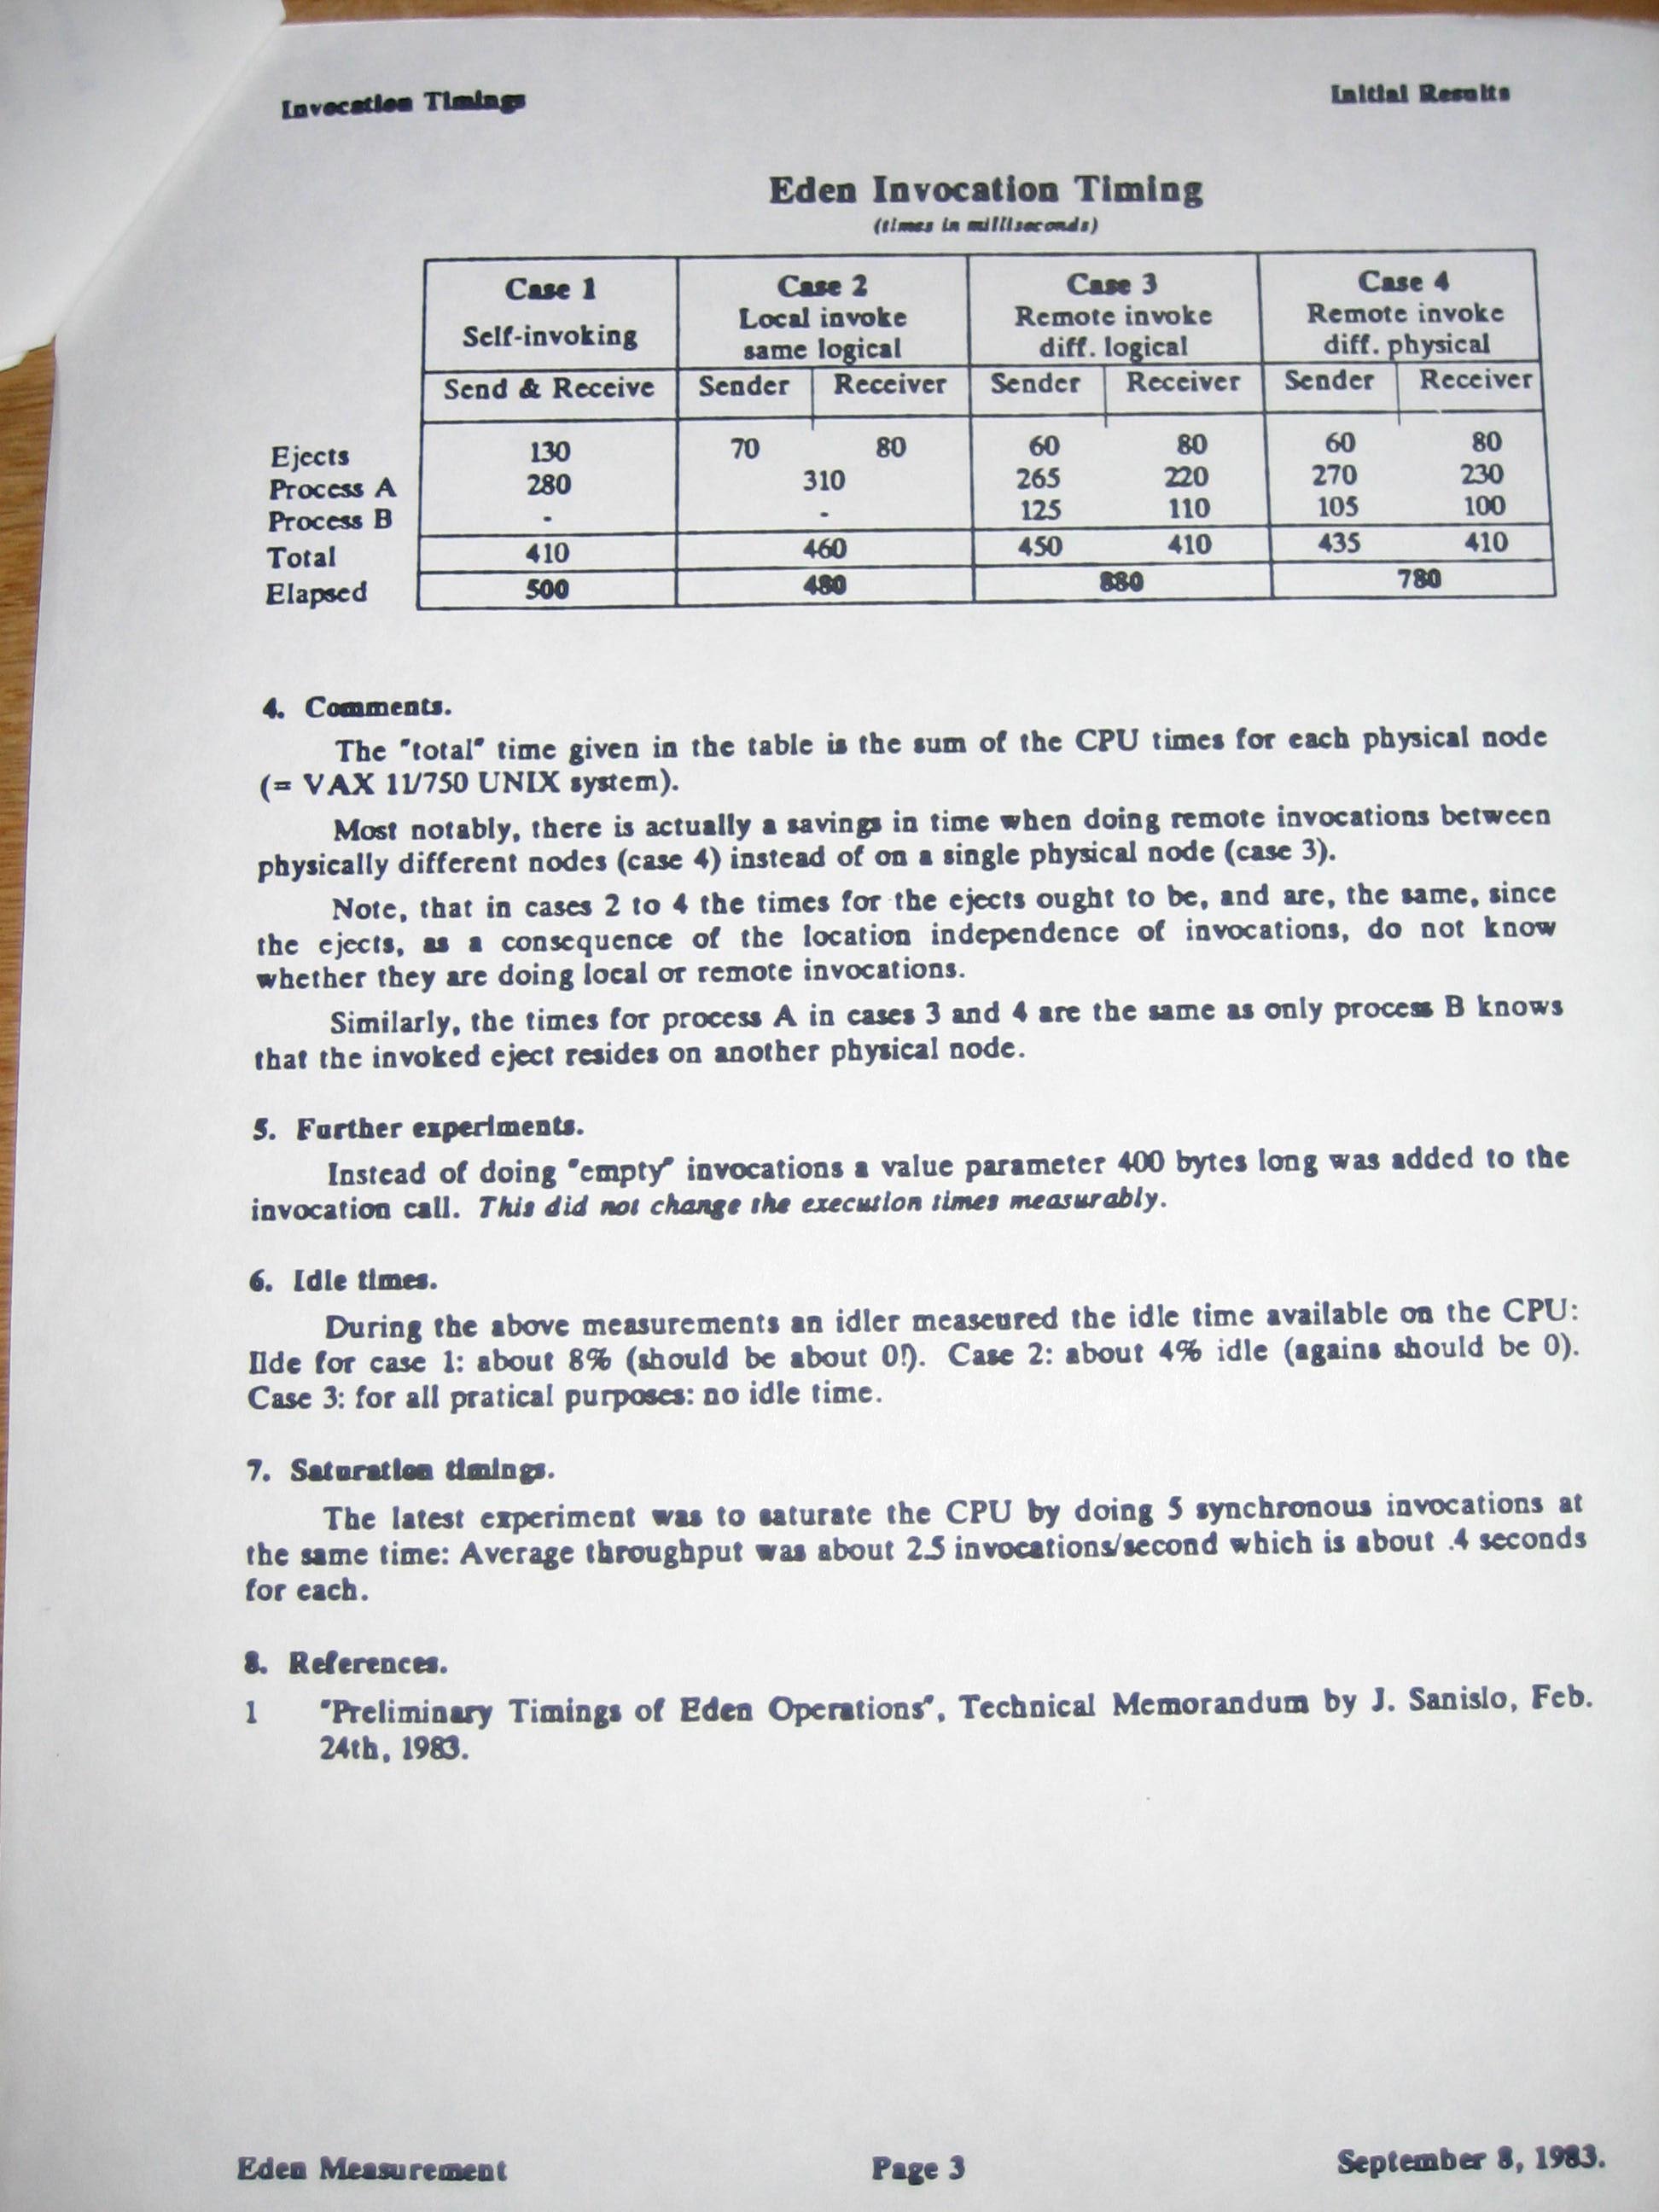 Invocation Timings Initial Results
Eden Invocation Timing
(times in milliseconds)
Case 1 Case 2 Case 3 Case 4
Self-invoking Local invoke Remote invoke Remote invoke
same logical diff. logical diff. physical
Send & Receive Sender Receiver Sender Receiver Sender Receiver
Ejects 130 70 80 60 80 60 80
Process A 280 310 265 220 270 230
Process B - - 125 110 105 100
Total 410 460 450 410 435 410
Elapsed 500 480 880 780
4. Comments.
The "total" time given in the table is the sum of the CPU times for each physical node
(= VAX 11/750 UNIX system).
Most notably, there is actually a savings in time when doing remote invocations between
physically different nodes (case 4) instead of on a single physical node (case 3).
Note, that in cases 2 to 4 the times for the ejects ought to be, and are, the same, since
the ejects, as a consequence of the location independence of invocations, do not know
whether they are doing local or remote invocations.
Similarly, the times for process A in cases 3 and 4 are the same as only process B knows
that the invoked eject resides on another physical node.
5. Further experiments.
Instead of doing "empty" invocations a value parameter 400 bytes long was added to the
invocation call. This did not change the execution times measurably.
6. Idle times.
During the above measurements an idler measeured the idle time available on the CPU:
Ilde for case 1: about 8% (should be about 0!). Case 2: about 4% idle (agains should be 0).
Case 3: for all pratical purposes: no idle time.
7. Saturation timings.
The latest experiment was to saturate the CPU by doing 5 synchronous invocations at
the same time: Average throughput was about 2.5 invocations/second which is about .4 seconds
for each.
8. References.
1 "Preliminary Timings of Eden Operations", Technical Memorandum by J. Sanislo, Feb.
24th, 1983.
Eden Measurement Page 3 September 8, 1983.